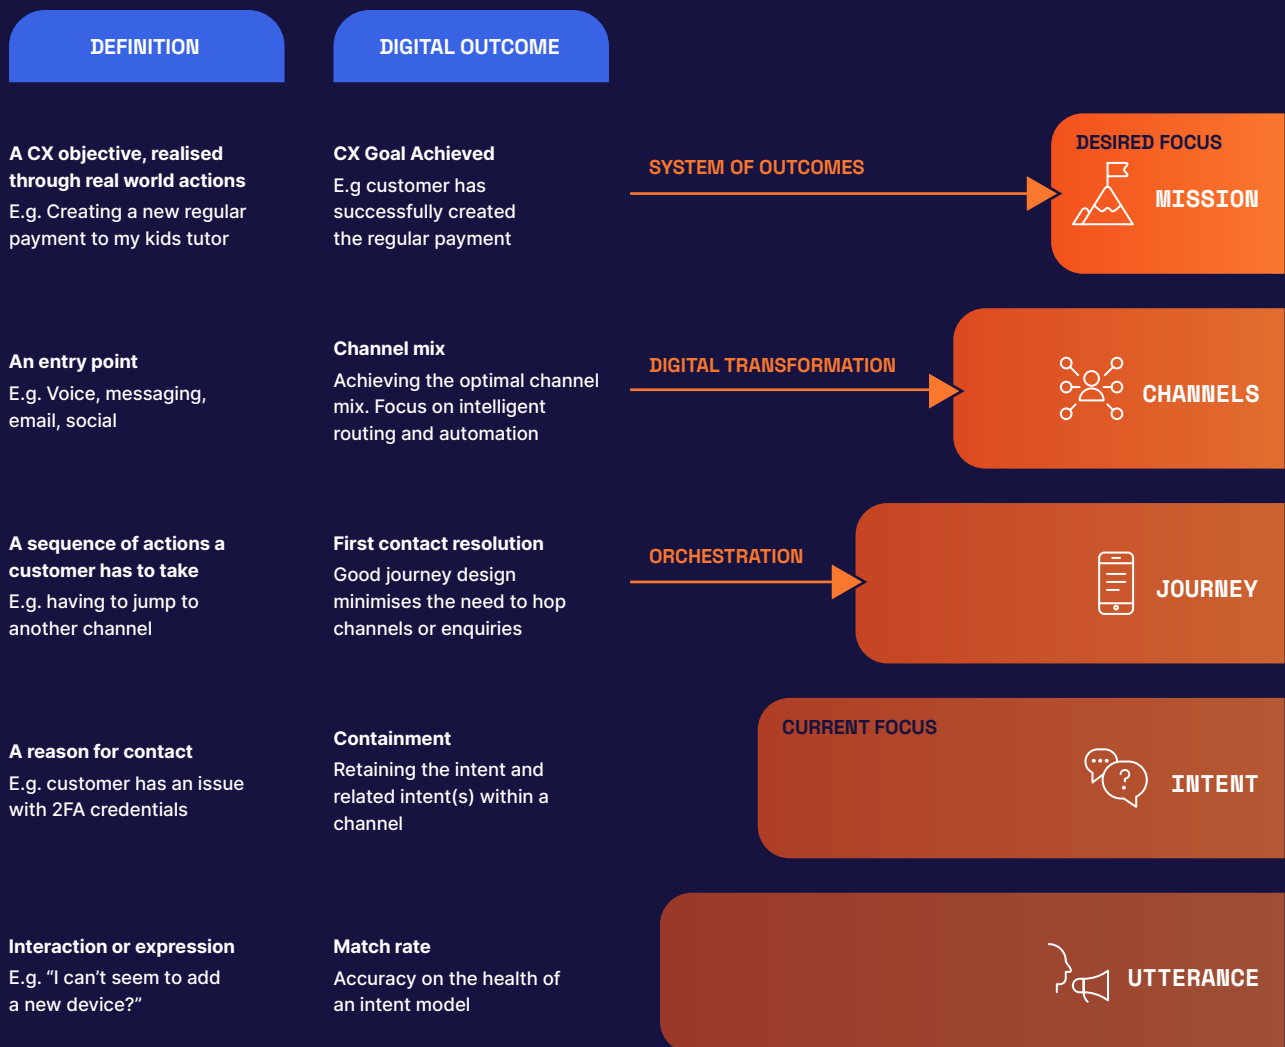 DEFINITION
DIGITAL OUTCOME
A CX objective, realised
through real world actions
E.g. Creating a new regular
payment to my kids tutor
CX Goal Achieved
E.g customer has
successfully created
the regular payment
SYSTEM OF OUTCOMES
DESIRED FOCUS
MISSION
An entry point
E.g. Voice, messaging,
email, social
Channel mix
Achieving the optimal channel
mix. Focus on intelligent
routing and automation
DIGITAL TRANSFORMATION
CHANNELS
A sequence of actions a
customer has to take
E.g. having to jump to
another channel
First contact resolution
Good journey design
minimises the need to hop
channels or enquiries
ORCHESTRATION
JOURNEY
A reason for contact
E.g. customer has an issue
with 2FA credentials
Containment
Retaining the intent and
related intent(s) within a
channel
CURRENT FOCUS
?
INTENT
Interaction or expression
E.g. “I can’t seem to add
a new device?”
Match rate
Accuracy on the health of
an intent model
UTTERANCE